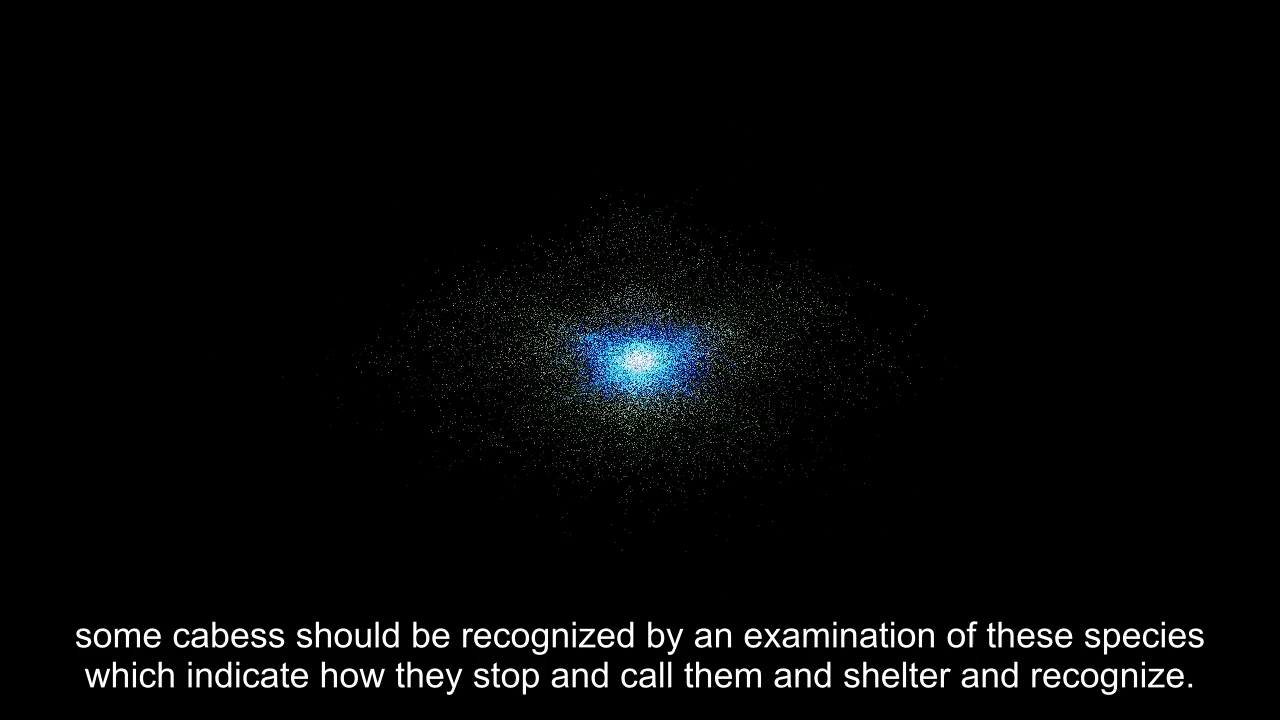 some cabess should be recognized by an examination of these species
which indicate how they stop and call them and shelter and recognize.